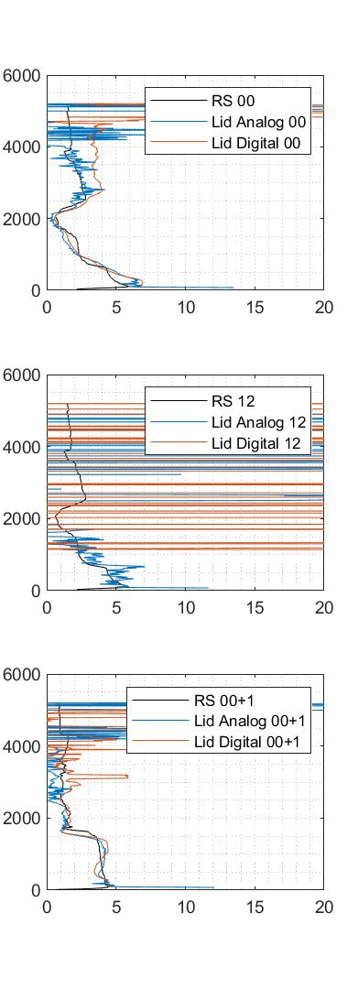 6000
RS 00
Lid Analog 00
Lid Digital 00
4000
2000
0
0 5 10 15 20
6000
RS 12
Lid Analog 12
Lid Digital 12
4000
2000
0
0 5 10 15 20
6000
RS 00+1
Lid Analog 00+1
Lid Digital 00+1
4000
2000
0
0 5 10 15 20